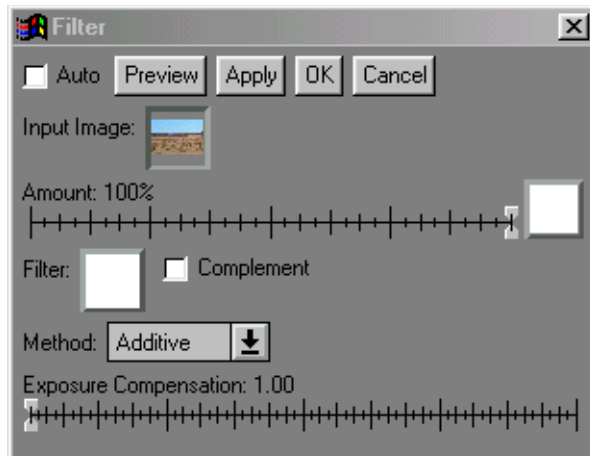 Filter
Auto Preview Apply OK Cancel
Input Image:
Amount: 100%
Filter: Complement
Method: Additive
Exposure Compensation: 1.00